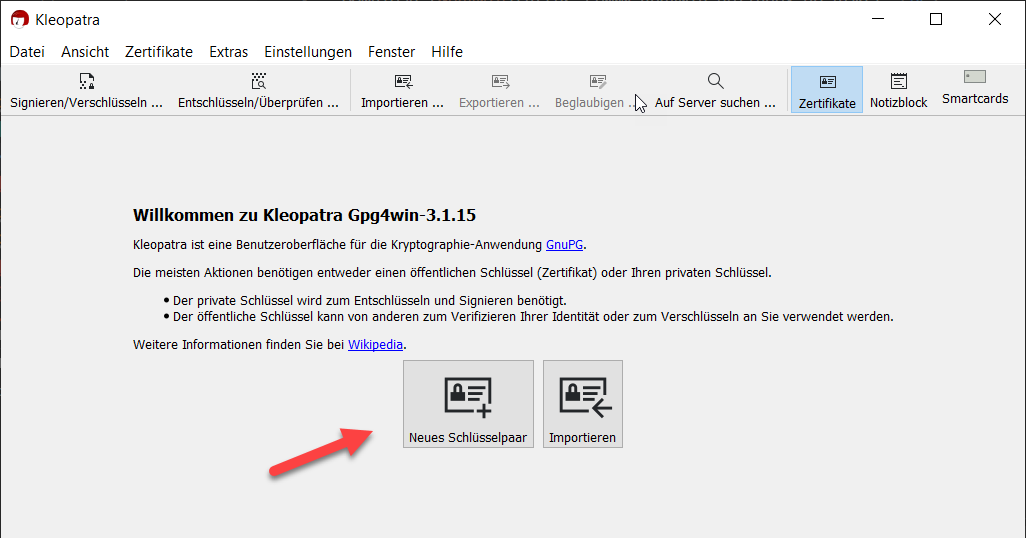 Kleopatra
Datei Ansicht Zertifikate Extras Einstellungen Fenster Hilfe
Signieren/Verschlüsseln ... Entschlüsseln/Überprüfen ... Importieren ... Exportieren ... Beglaubigen ... Auf Server suchen ... Zertifikate Notizblock Smartcards
Willkommen zu Kleopatra Gpg4win-3.1.15
Kleopatra ist eine Benutzeroberfläche für die Kryptographie-Anwendung GnuPG.
Die meisten Aktionen benötigen entweder einen öffentlichen Schlüssel (Zertifikat) oder Ihren privaten Schlüssel.
• Der private Schlüssel wird zum Entschlüsseln und Signieren benötigt.
• Der öffentliche Schlüssel kann von anderen zum Verifizieren Ihrer Identität oder zum Verschlüsseln an Sie verwendet werden.
Weitere Informationen finden Sie bei Wikipedia.
Neues Schlüsselpaar Importieren